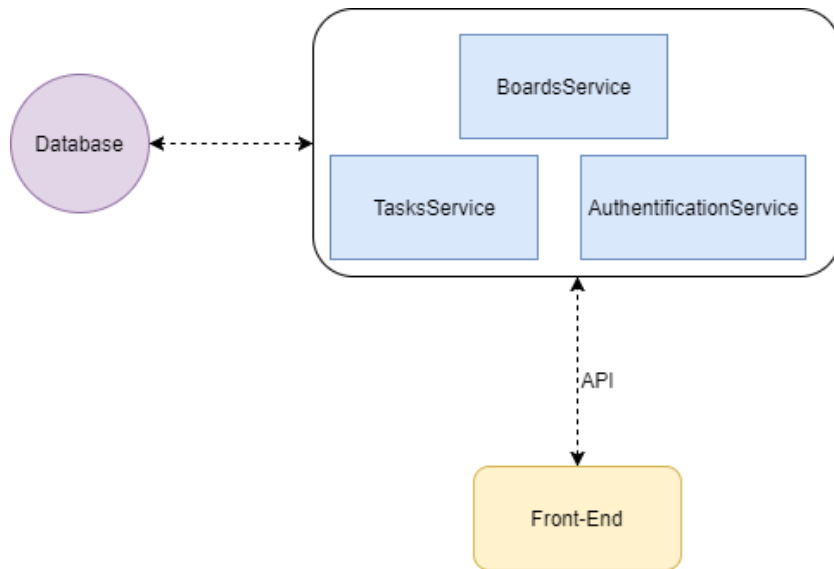 BoardsService
Database
TasksService
AuthentificationService
API
Front-End